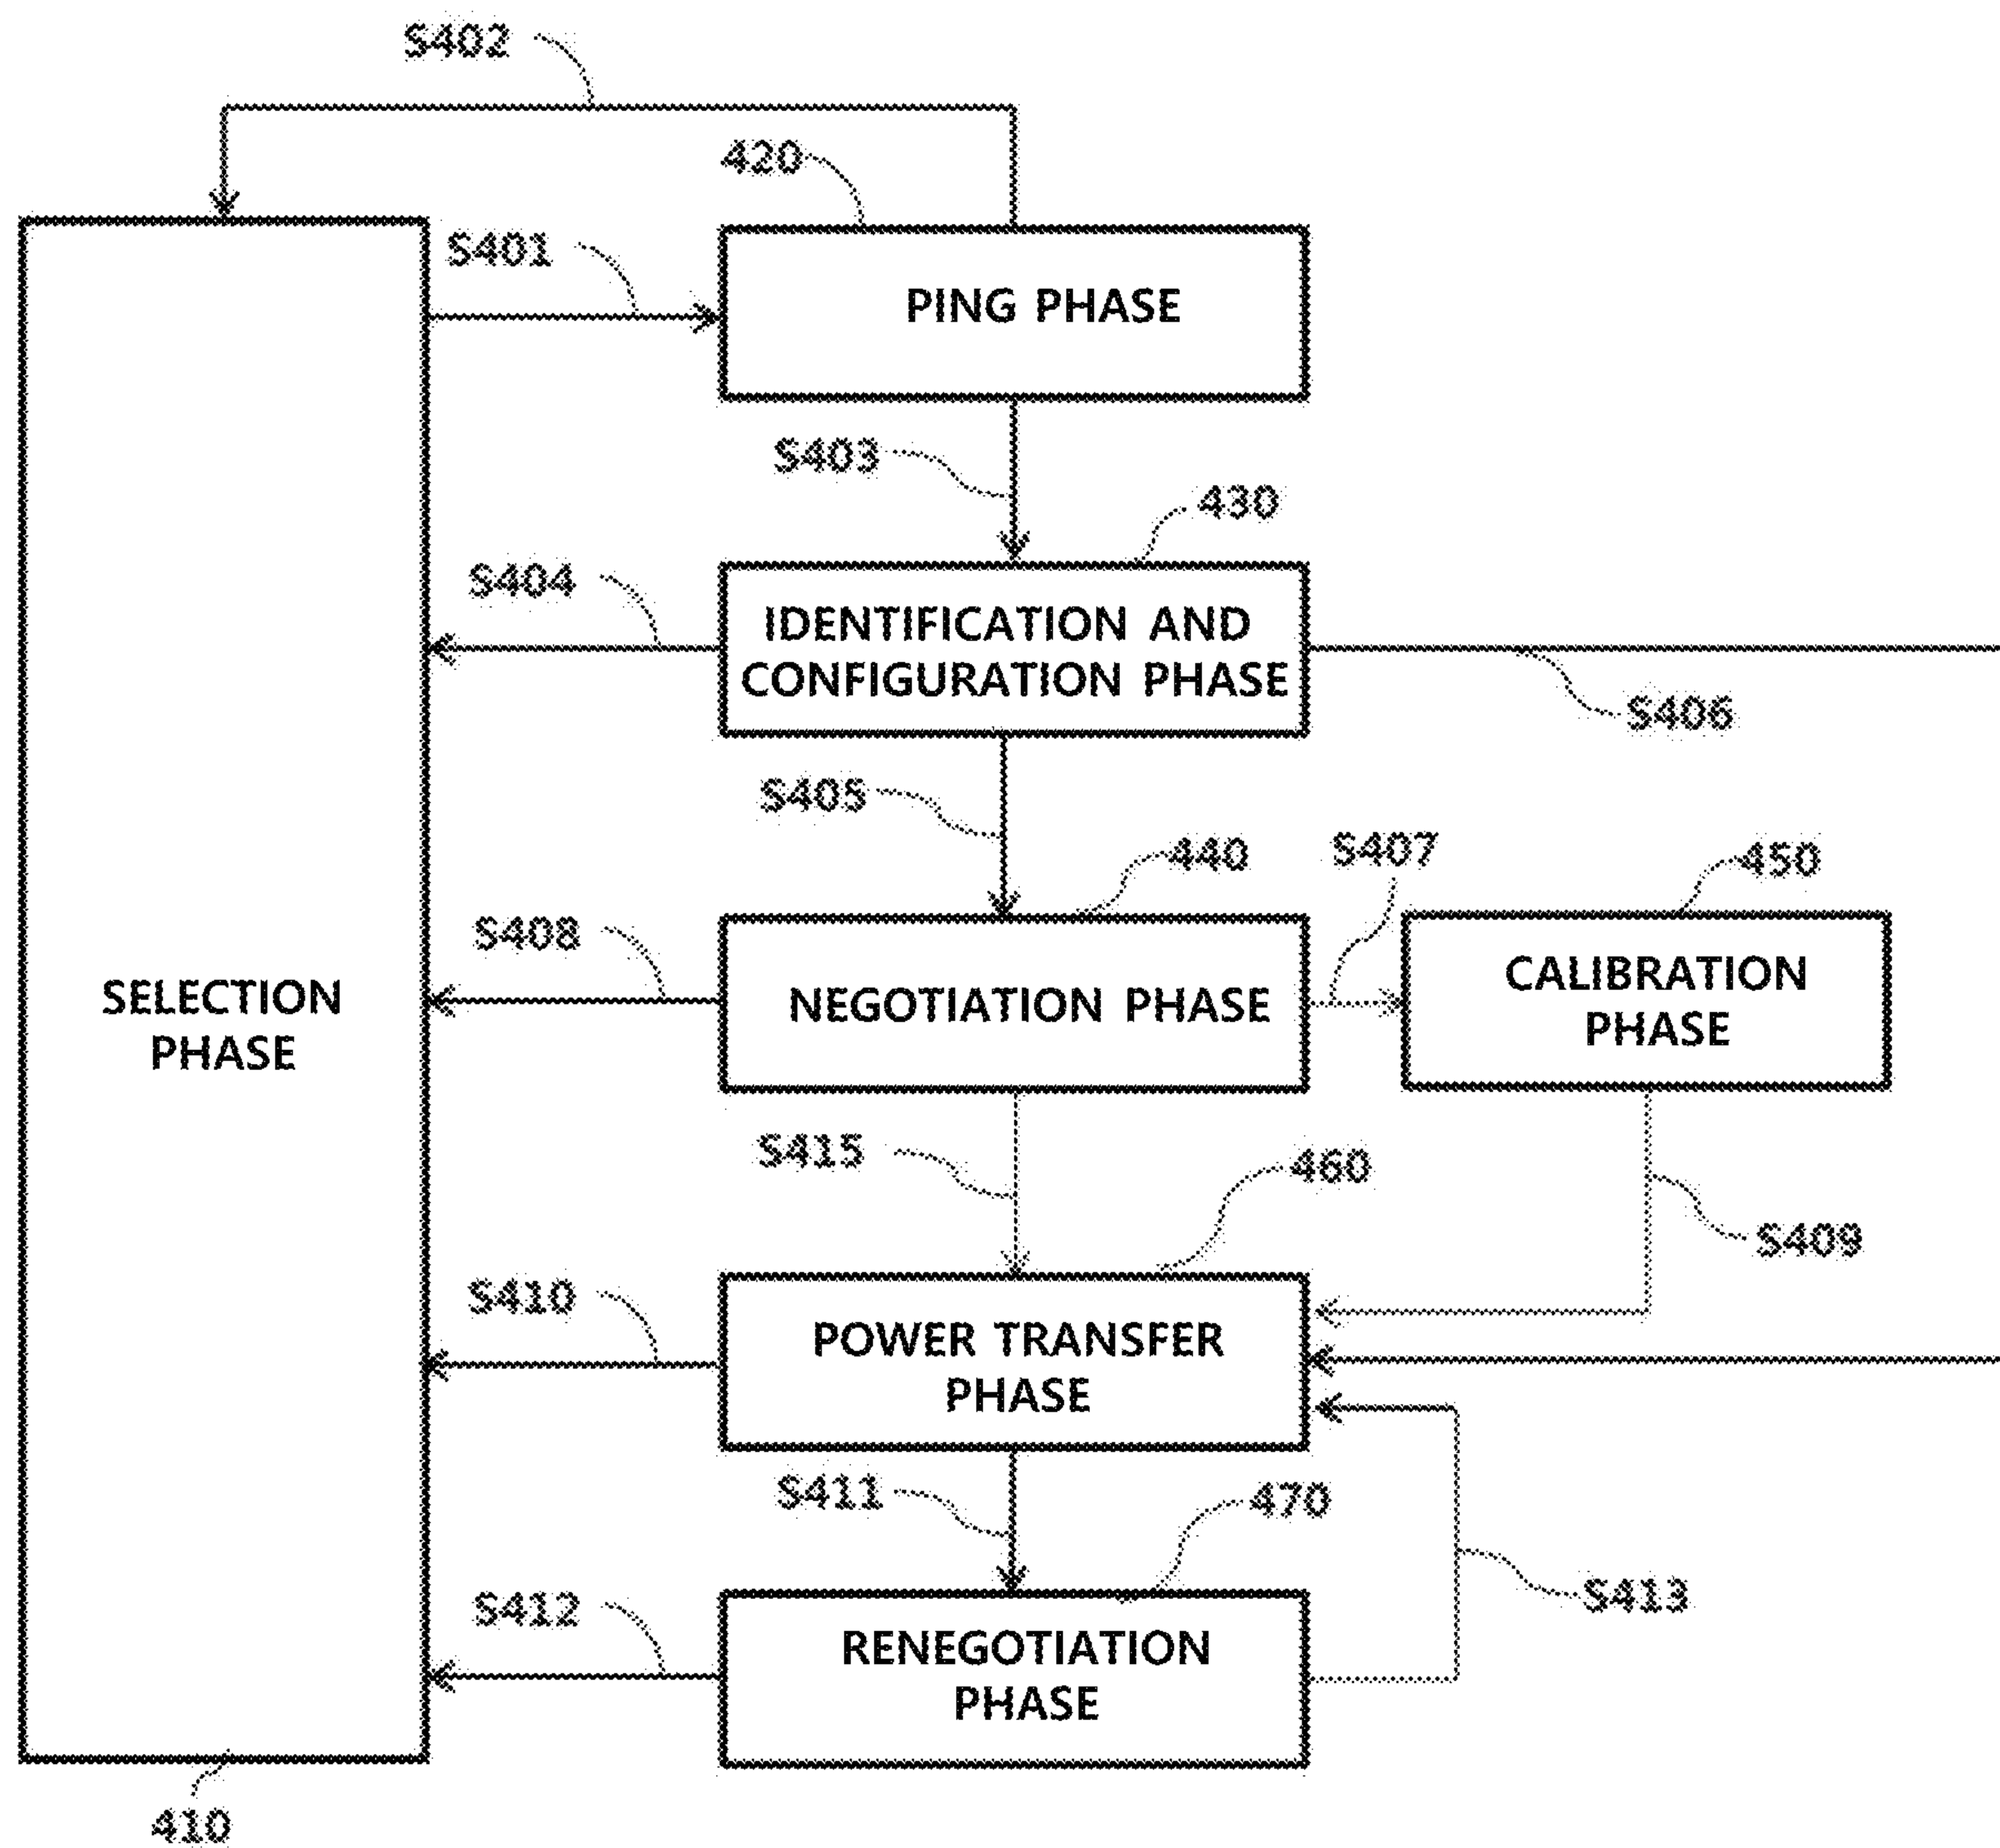 S402
420
S401
PING PHASE
S403
430
S404
IDENTIFICATION AND
CONFIGURATION PHASE
S406
S405
440
S407
450
S408
SELECTION
PHASE
NEGOTIATION PHASE
CALIBRATION
PHASE
S415
460
S409
S410
POWER TRANSFER
PHASE
S411
470
S412
S413
RENEGOTIATION
PHASE
410